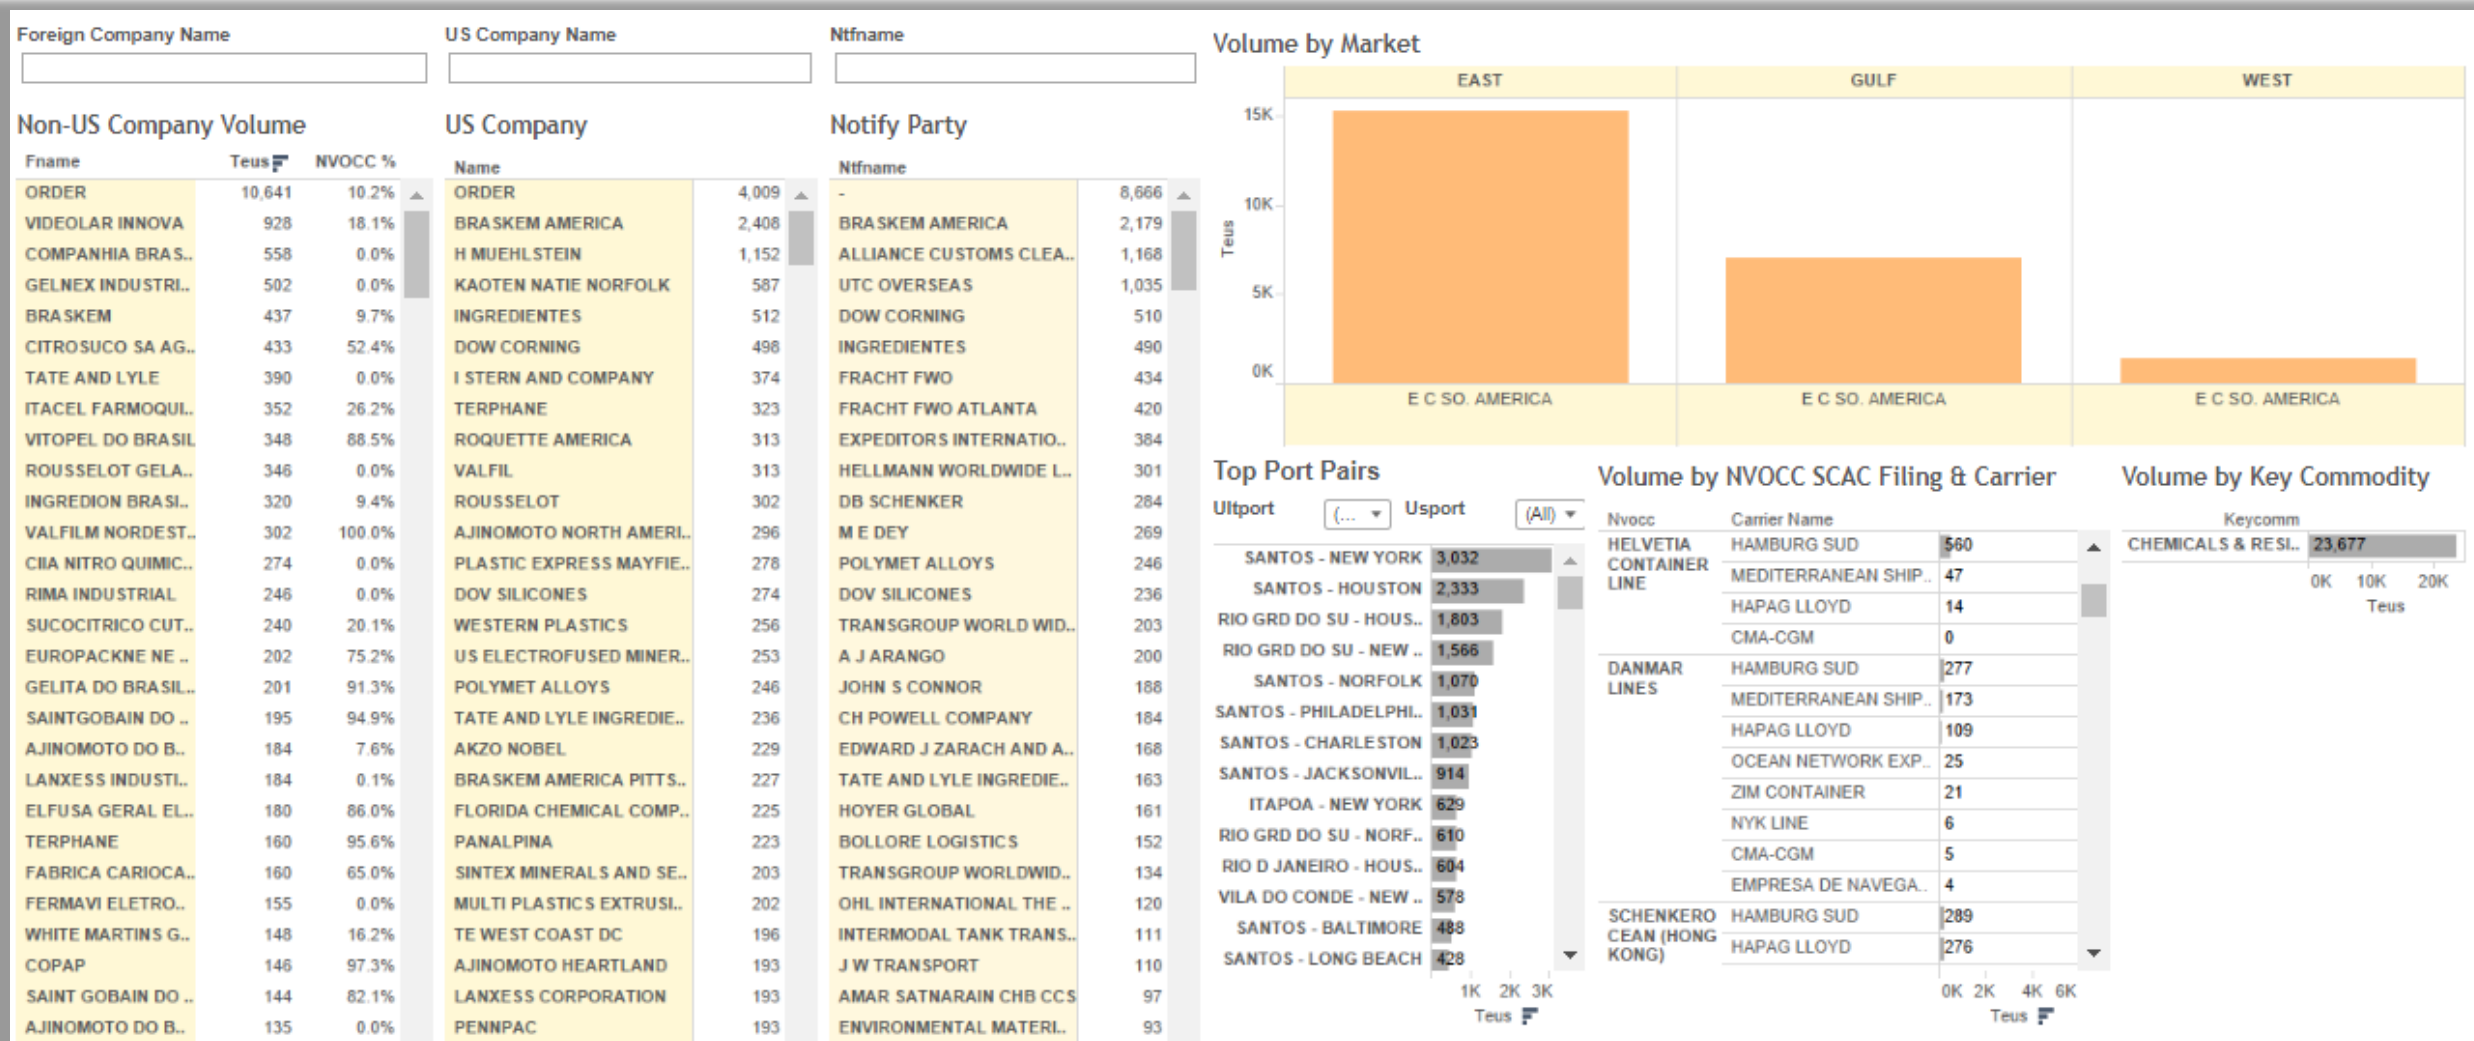 Foreign Company Name
US Company Name
Ntfname
Non-US Company Volume
Fname Teus NVOCC %
ORDER 10,641 10.2%
VIDEOLAR INNOVA 928 18.1%
COMPANHIA BRAS.. 558 0.0%
GELNEX INDUSTRI.. 502 0.0%
BRASKEM 437 9.7%
CITROSUCO SA AG.. 433 52.4%
TATE AND LYLE 390 0.0%
ITACEL FARMOQUI.. 352 26.2%
VITOPEL DO BRASIL 348 88.5%
ROUSSELOT GELA.. 346 0.0%
INGREDION BRASI.. 320 9.4%
VALFILM NORDEST.. 302 100.0%
CIIA NITRO QUIMIC.. 274 0.0%
RIMA INDUSTRIAL 246 0.0%
SUCOCITRICO CUT.. 240 20.1%
EUROPACKNE NE .. 202 75.2%
GELITA DO BRASIL.. 201 91.3%
SAINTGOBAIN DO .. 195 94.9%
AJINOMOTO DO B.. 184 7.6%
LANXESS INDUSTI.. 184 0.1%
ELFUSA GERAL EL.. 180 86.0%
TERPHANE 160 95.6%
FABRICA CARIOCA.. 160 65.0%
FERMAVI ELETRO.. 155 0.0%
WHITE MARTINS G.. 148 16.2%
COPAP 146 97.3%
SAINT GOBAIN DO .. 144 82.1%
AJINOMOTO DO B.. 135 0.0%
US Company
Name
ORDER 4,009
BRASKEM AMERICA 2,408
H MUEHLSTEIN 1,152
KAOTEN NATIE NORFOLK 587
INGREDIENTES 512
DOW CORNING 498
I STERN AND COMPANY 374
TERPHANE 323
ROQUETTE AMERICA 313
VALFIL 313
ROUSSELOT 302
AJINOMOTO NORTH AMERI.. 296
PLASTIC EXPRESS MAYFIE.. 278
DOV SILICONES 274
WESTERN PLASTICS 256
US ELECTROFUSED MINER.. 253
POLYMET ALLOYS 246
TATE AND LYLE INGREDIE.. 236
AKZO NOBEL 229
BRASKEM AMERICA PITTS.. 227
FLORIDA CHEMICAL COMP.. 225
PANALPINA 223
SINTEX MINERALS AND SE.. 203
MULTI PLASTICS EXTRUSI.. 202
TE WEST COAST DC 196
AJINOMOTO HEARTLAND 193
LANXESS CORPORATION 193
PENNPAC 193
Notify Party
Ntfname
- 8,666
BRASKEM AMERICA 2,179
ALLIANCE CUSTOMS CLEA.. 1,168
UTC OVERSEAS 1,035
DOW CORNING 510
INGREDIENTES 490
FRACHT FWO 434
FRACHT FWO ATLANTA 420
EXPEDITORS INTERNATIO.. 384
HELLMANN WORLDWIDE L.. 301
DB SCHENKER 284
M E DEY 269
POLYMET ALLOYS 246
DOV SILICONES 236
TRANSGROUP WORLD WID.. 203
A J ARANGO 200
JOHN S CONNOR 188
CH POWELL COMPANY 184
EDWARD J ZARACH AND A.. 168
TATE AND LYLE INGREDIE.. 163
HOYER GLOBAL 161
BOLLORE LOGISTICS 152
TRANSGROUP WORLDWID.. 134
OHL INTERNATIONAL THE .. 120
INTERMODAL TANK TRANS.. 111
J W TRANSPORT 110
AMAR SATNARAIN CHB CCS 97
ENVIRONMENTAL MATERI.. 93
Volume by Market
EAST GULF WEST
15K
10K
5K
0K
Teus
E C SO. AMERICA E C SO. AMERICA E C SO. AMERICA
Top Port Pairs
Ultport (... Usport (All)
SANTOS - NEW YORK 3,032
SANTOS - HOUSTON 2,333
RIO GRD DO SU - HOUS.. 1,803
RIO GRD DO SU - NEW .. 1,566
SANTOS - NORFOLK 1,070
SANTOS - PHILADELPHI.. 1,031
SANTOS - CHARLESTON 1,023
SANTOS - JACKSONVIL.. 914
ITAPOA - NEW YORK 629
RIO GRD DO SU - NORF.. 610
RIO D JANEIRO - HOUS.. 604
VILA DO CONDE - NEW .. 578
SANTOS - BALTIMORE 488
SANTOS - LONG BEACH 428
1K 2K 3K
Teus
Volume by NVOCC SCAC Filing & Carrier
Nvocc Carrier Name
HELVETIA CONTAINER LINE HAMBURG SUD 560
MEDITERRANEAN SHIP.. 47
HAPAG LLOYD 14
CMA-CGM 0
DANMAR LINES HAMBURG SUD 277
MEDITERRANEAN SHIP.. 173
HAPAG LLOYD 109
OCEAN NETWORK EXP.. 25
ZIM CONTAINER 21
NYK LINE 6
CMA-CGM 5
EMPRESA DE NAVEGA.. 4
SCHENKERO CEAN (HONG KONG) HAMBURG SUD 289
HAPAG LLOYD 276
0K 2K 4K 6K
Teus
Volume by Key Commodity
Keycomm
CHEMICALS & RESI.. 23,677
0K 10K 20K
Teus